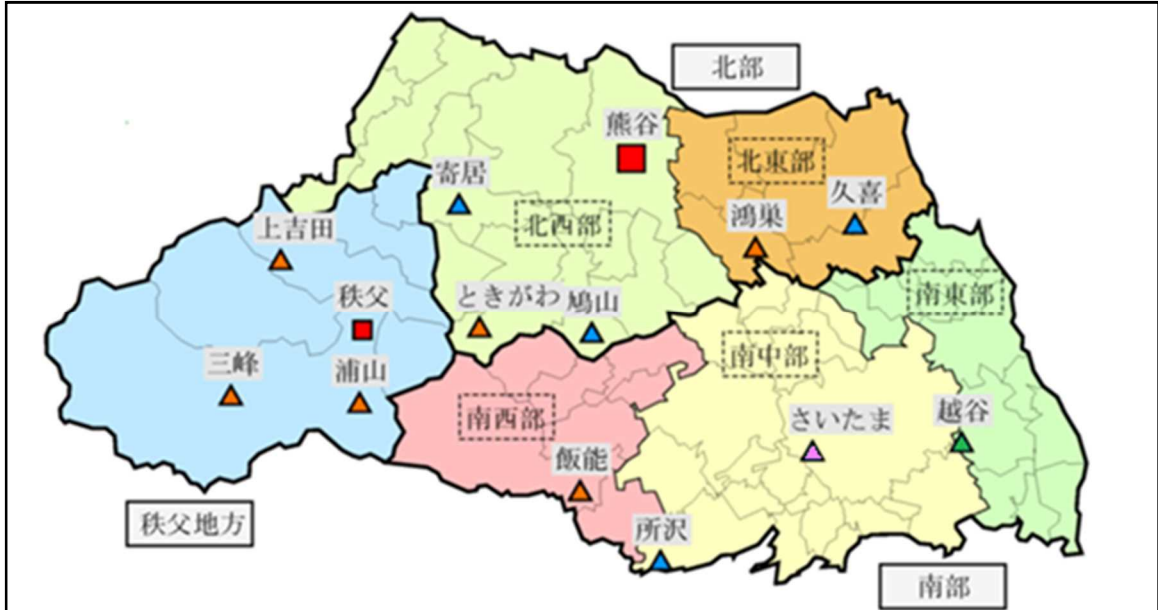 北部
熊谷
北東部
寄居
久喜
鴻巣
北西部
上吉田
秩父
ときがわ
鳩山
南東部
三峰
浦山
南中部
南西部
さいたま
越谷
飯能
秩父地方
所沢
南部